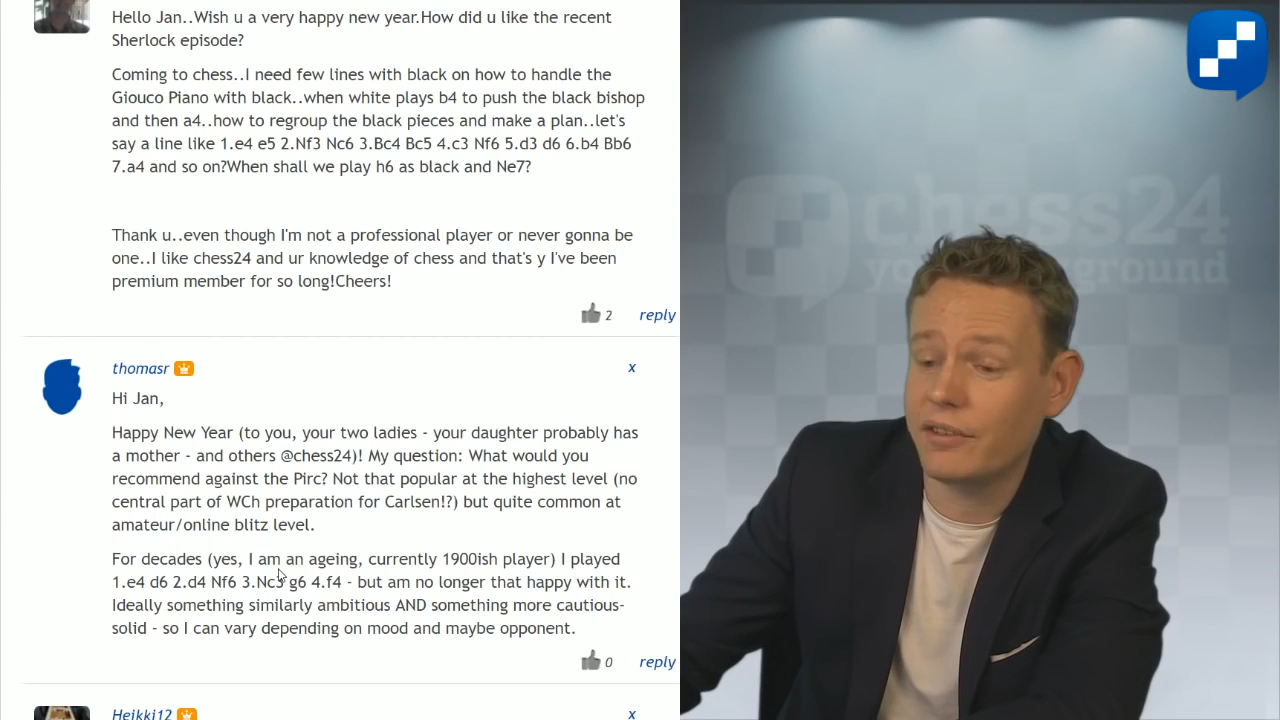 Hello Jan..Wish u a very happy new year.How did u like the recent
Sherlock episode?
Coming to chess..I need few lines with black on how to handle the
Giouco Piano with black..when white plays b4 to push the black bishop
and then a4..how to regroup the black pieces and make a plan..let's
say a line like 1.e4 e5 2.Nf3 Nc6 3.Bc4 Bc5 4.c3 Nf6 5.d3 d6 6.b4 Bb6
7.a4 and so on?When shall we play h6 as black and Ne7?
Thank u..even though I'm not a professional player or never gonna be
one..I like chess24 and ur knowledge of chess and that's y I've been
premium member for so long!Cheers!
2 reply
thomasr x
Hi Jan,
Happy New Year (to you, your two ladies - your daughter probably has
a mother - and others @chess24)! My question: What would you
recommend against the Pirc? Not that popular at the highest level (no
central part of WCh preparation for Carlsen!?) but quite common at
amateur/online blitz level.
For decades (yes, I am an ageing, currently 1900ish player) I played
1.e4 d6 2.d4 Nf6 3.Nc3 g6 4.f4 - but am no longer that happy with it.
Ideally something similarly ambitious AND something more cautious-
solid - so I can vary depending on mood and maybe opponent.
0 reply
Heikki12 x
chess24